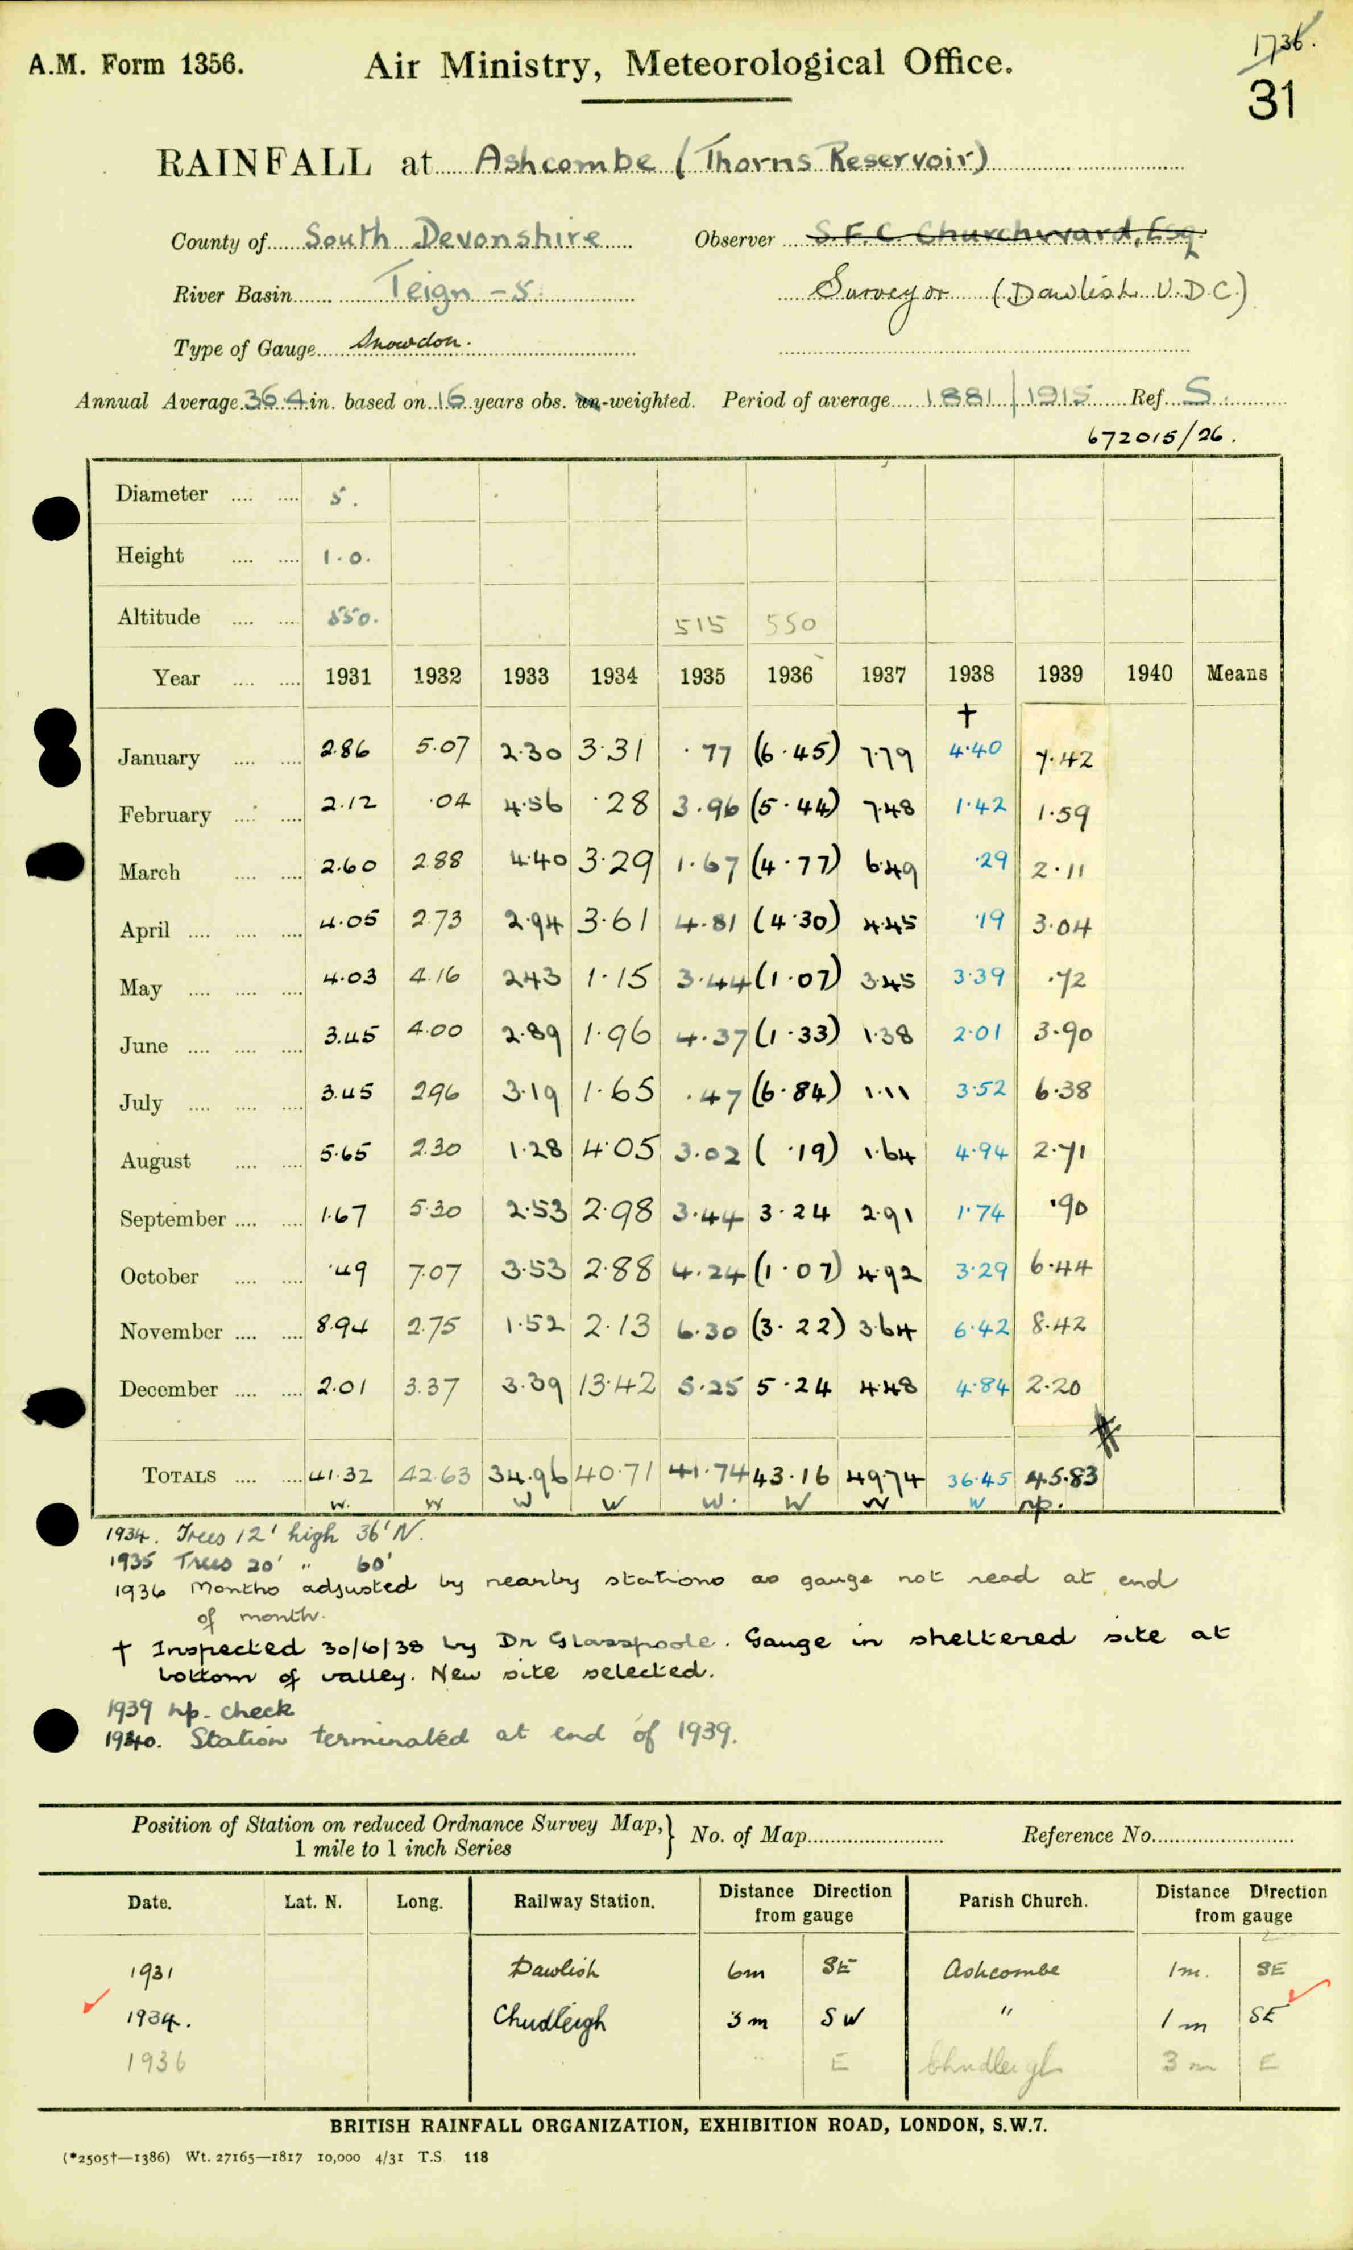 A.M. Form 1356.
Air Ministry, Meteorological Office.
1736.
31
RAINFALL at Ashcombe (Thorns Reservoir)
County of South Devonshire Observer S.F.C. Churchward, Esq.
River Basin Teign - S. Surveyor (Dawlish U.D.C.)
Type of Gauge Snowdon.
Annual Average 36.4 in. based on 16 years obs. un-weighted. Period of average 1881/1915 Ref. S.
672015/26.
Diameter .... .... 5.
Height .... .... 1.0.
Altitude .... .... 550. 515 550
Year .... .... 1931 1932 1933 1934 1935 1936 1937 1938 1939 1940 Means
†
January .... .... 2.86 5.07 2.30 3.31 .77 (6.45) 7.79 4.40 7.42
February .... .... 2.12 .04 4.56 .28 3.96 (5.44) 7.48 1.42 1.59
March .... .... 2.60 2.88 4.40 3.29 1.67 (4.77) 6.49 .29 2.11
April .... .... .... 4.05 2.73 2.94 3.61 4.81 (4.30) 4.45 .19 3.04
May .... .... .... 4.03 4.16 2.43 1.15 3.44 (1.07) 3.45 3.39 .72
June .... .... .... 3.45 4.00 2.89 1.96 4.37 (1.33) 1.38 2.01 3.90
July .... .... .... 3.45 2.96 3.19 1.65 .47 (6.84) 1.11 3.52 6.38
August .... .... 5.65 2.30 1.28 4.05 3.02 (.19) 1.64 4.94 2.71
September .... .... 1.67 5.30 2.53 2.98 3.44 3.24 2.91 1.74 .90
October .... .... .49 7.07 3.53 2.88 4.24 (1.07) 4.92 3.29 6.44
November .... .... 8.94 2.75 1.52 2.13 6.30 (3.22) 3.64 6.42 8.42
December .... .... 2.01 3.37 3.39 13.42 5.25 5.24 4.48 4.84 2.20
TOTALS .... .... 41.32 42.63 34.96 40.71 41.74 43.16 49.74 36.45 45.83
w. w w w w. w w w np.
1934. Trees 12' high 36' N.
1935 Trees 20' " 60'
1936 Months adjusted by nearby stations as gauge not read at end
of month.
† Inspected 30/6/38 by Dr Glasspoole. Gauge in sheltered site at
bottom of valley. New site selected.
1939 np. check
1940. Station terminated at end of 1939.
Position of Station on reduced Ordnance Survey Map,
1 mile to 1 inch Series } No. of Map Reference No.
Date. Lat. N. Long. Railway Station. Distance Direction from gauge Parish Church. Distance Direction from gauge
1931 Dawlish 6m SE Ashcombe 1m. SE
1934. Chudleigh 3m SW " 1m SE
1936 " E Chudleigh 3m E
BRITISH RAINFALL ORGANIZATION, EXHIBITION ROAD, LONDON, S.W.7.
(*2505†—1386) Wt. 27165—1817 10,000 4/31 T.S. 118